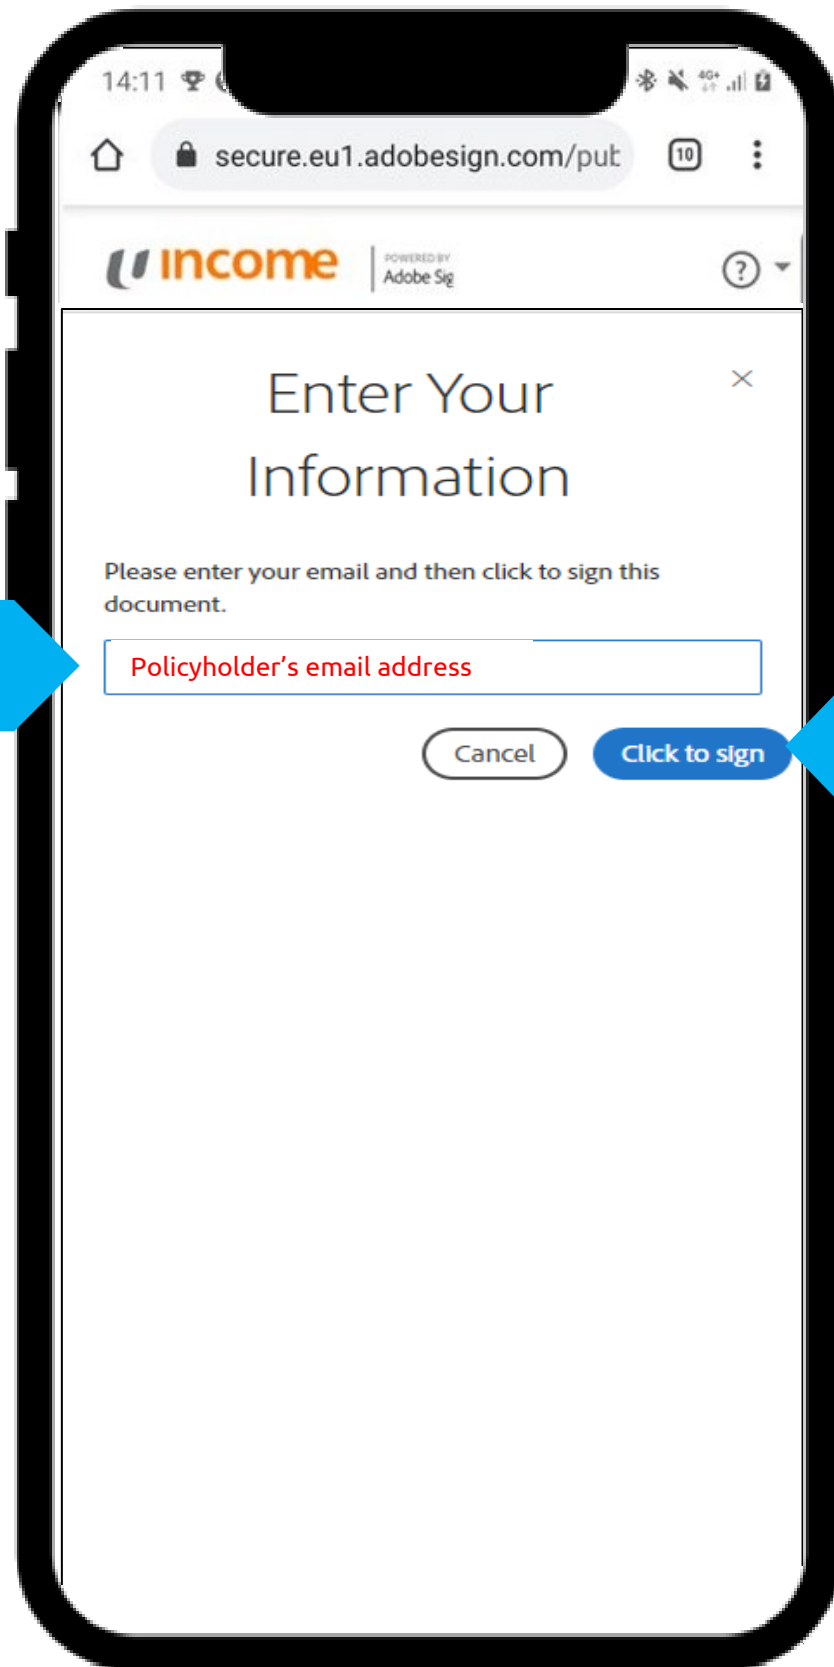 14:11
4G+
secure.eu1.adobesign.com/pub
10
income
POWERED BY
Adobe Sig
?
Enter Your
Information
Please enter your email and then click to sign this
document.
Policyholder’s email address
Cancel
Click to sign